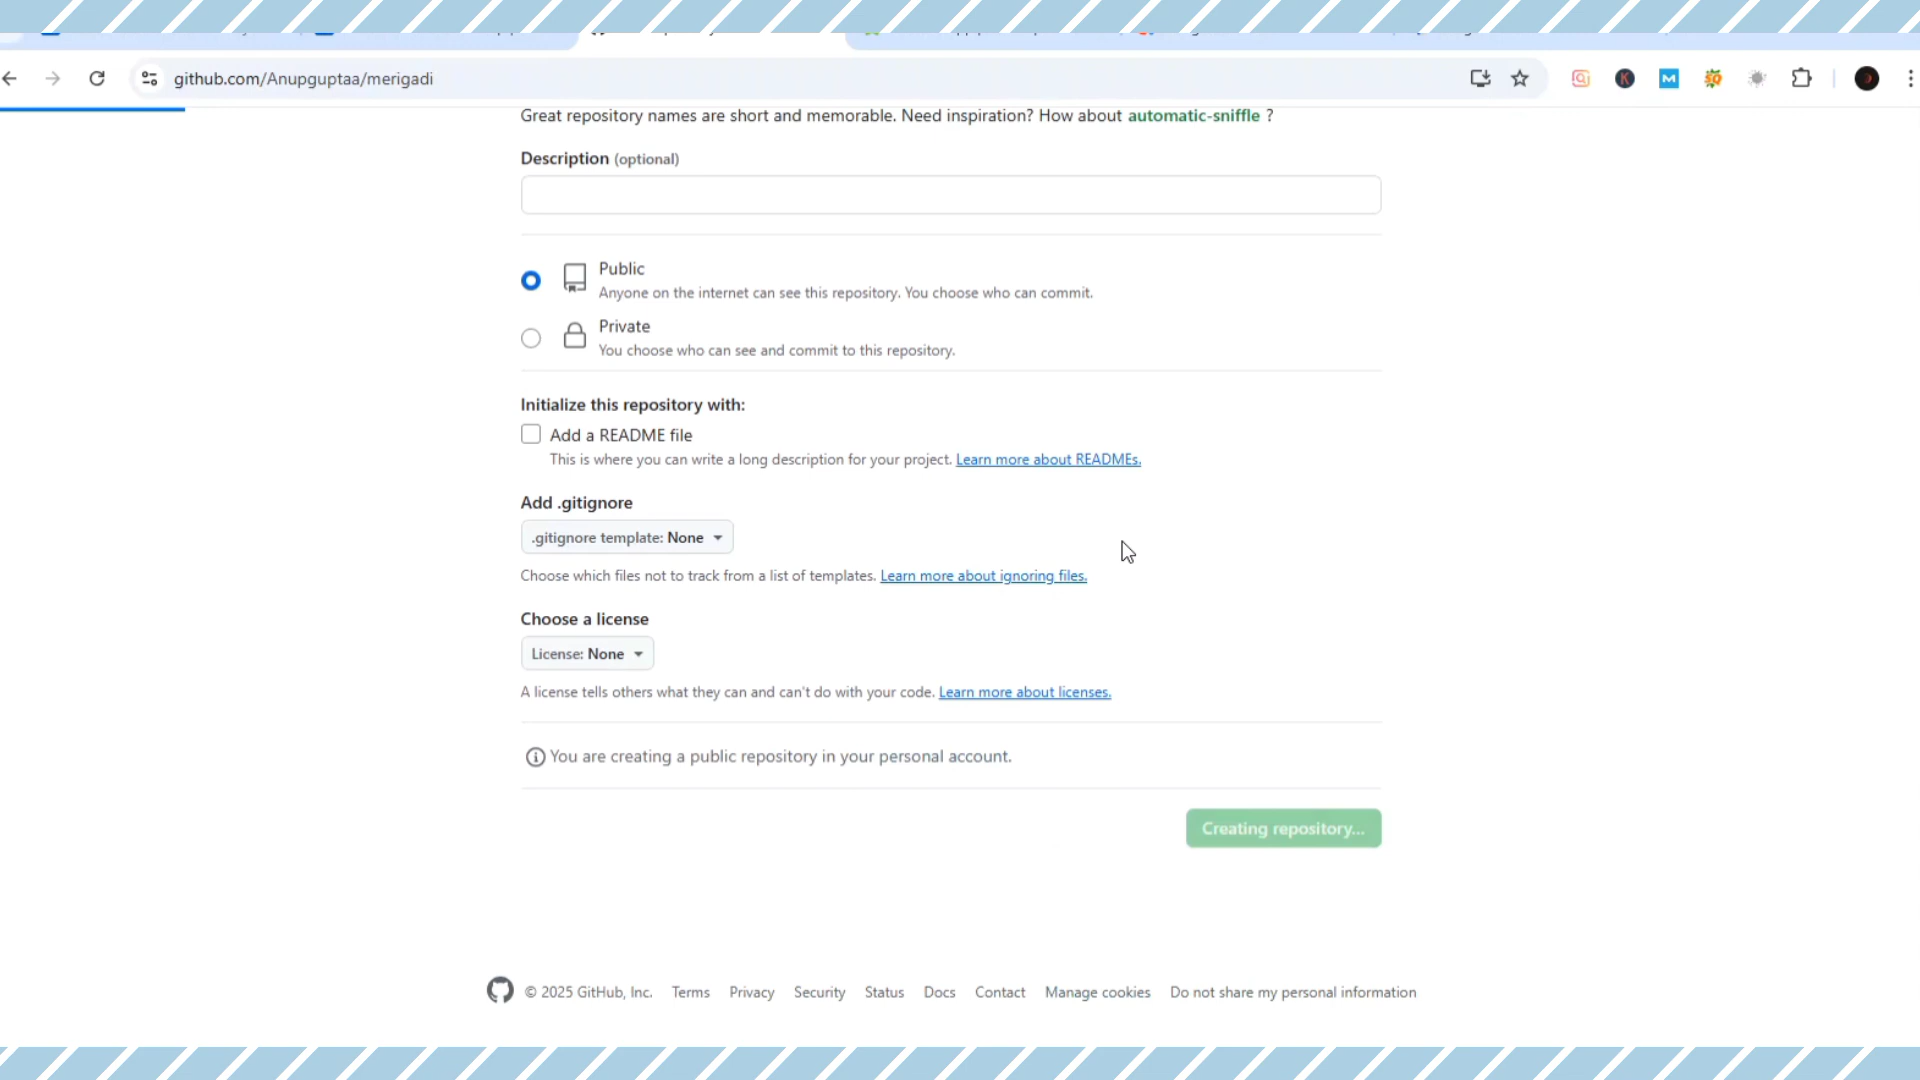 github.com/Anupguptaa/merigadi
Great repository names are short and memorable. Need inspiration? How about automatic-sniffle ?
Description (optional)
Public
Anyone on the internet can see this repository. You choose who can commit.
Private
You choose who can see and commit to this repository.
Initialize this repository with:
Add a README file
This is where you can write a long description for your project. Learn more about READMEs.
Add .gitignore
.gitignore template: None
Choose which files not to track from a list of templates. Learn more about ignoring files.
Choose a license
License: None
A license tells others what they can and can't do with your code. Learn more about licenses.
You are creating a public repository in your personal account.
Creating repository...
© 2025 GitHub, Inc. Terms Privacy Security Status Docs Contact Manage cookies Do not share my personal information